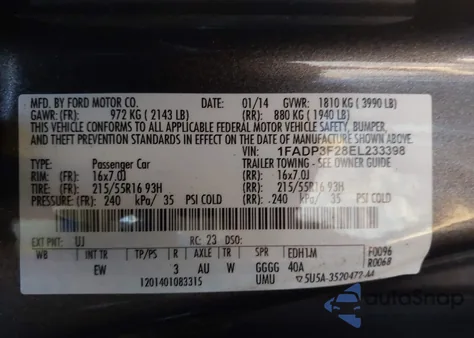 MFD. BY FORD MOTOR CO. DATE: 01/14 GVWR: 1810 KG ( 3990 LB)
GAWR: (FR): 972 KG ( 2143 LB) (RR): 880 KG ( 1940 LB)
THIS VEHICLE CONFORMS TO ALL APPLICABLE FEDERAL MOTOR VEHICLE SAFETY, BUMPER,
AND THEFT PREVENTION STANDARDS IN EFFECT ON THE DATE OF MANUFACTURE SHOWN ABOVE.
VIN: 1FADP3F28EL233398
TYPE: Passenger Car TRAILER TOWING - SEE OWNER GUIDE
RIM: (FR) 16x7.0J (RR): 16x7.0J
TIRE: (FR) 215/55R16 93H (RR): 215/55R16 93H
PRESSURE: (FR) 240 kPa/ 35 PSI COLD (RR): 240 kPa/ 35 PSI COLD
EXT PNT: UJ RC: 23 DSO:
WB INT TR TP/PS R AXLE TR SPR EDH1M F0096
EW 3 AU W GGGG 40A R0068
1201401083315 UMU 5U5A-3520472-AA
autoSnap